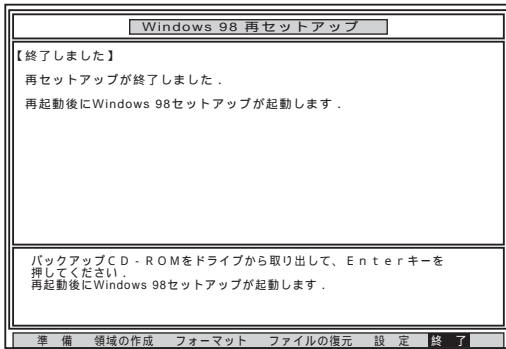 Windows 98 再セットアップ
【終了しました】
再セットアップが終了しました．
再起動後にWindows 98セットアップが起動します．
バックアップＣＤ‐ＲＯＭをドライブから取り出して、Ｅｎｔｅｒキーを
押してください．
再起動後にWindows 98セットアップが起動します．
準　備　領域の作成　フォーマット　ファイルの復元　設　定　終　了